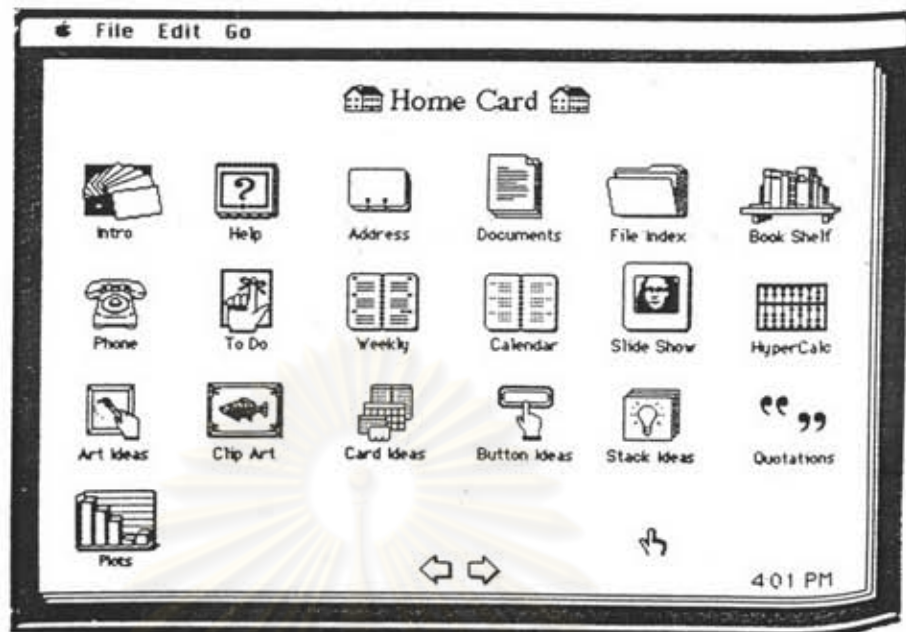 File Edit Go
Home Card
Intro Help Address Documents File Index Book Shelf
Phone To Do Weekly Calendar Slide Show HyperCalc
Art Ideas Clip Art Card Ideas Button Ideas Stack Ideas Quotations
Plots
4:01 PM